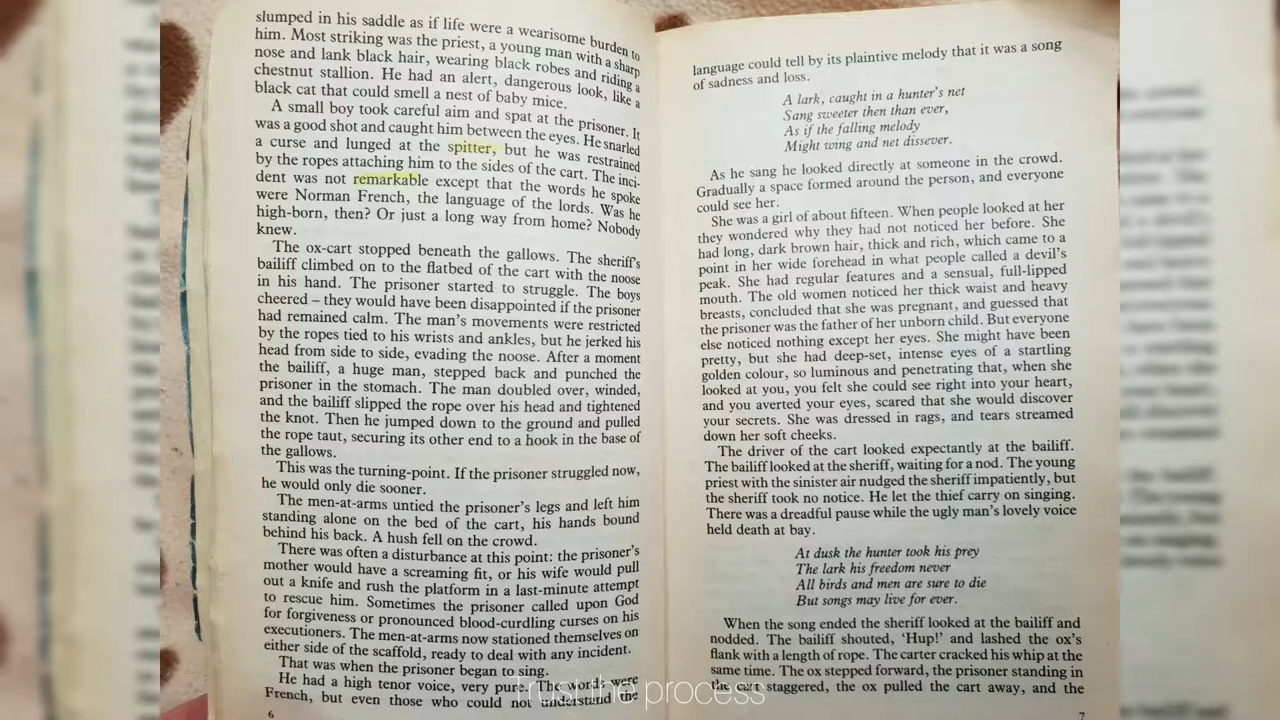 slumped in his saddle as if life were a wearisome burden to
him. Most striking was the priest, a young man with a sharp
nose and lank black hair, wearing black robes and riding a
chestnut stallion. He had an alert, dangerous look, like a
black cat that could smell a nest of baby mice.
A small boy took careful aim and spat at the prisoner. It
was a good shot and caught him between the eyes. He snarled
a curse and lunged at the spitter, but he was restrained
by the ropes attaching him to the sides of the cart. The inci-
dent was not remarkable except that the words he spoke
were Norman French, the language of the lords. Was he
high-born, then? Or just a long way from home? Nobody
knew.
The ox-cart stopped beneath the gallows. The sheriff's
bailiff climbed on to the flatbed of the cart with the noose
in his hand. The prisoner started to struggle. The boys
cheered – they would have been disappointed if the prisoner
had remained calm. The man's movements were restricted
by the ropes tied to his wrists and ankles, but he jerked his
head from side to side, evading the noose. After a moment
the bailiff, a huge man, stepped back and punched the
prisoner in the stomach. The man doubled over, winded,
and the bailiff slipped the rope over his head and tightened
the knot. Then he jumped down to the ground and pulled
the rope taut, securing its other end to a hook in the base of
the gallows.
This was the turning-point. If the prisoner struggled now,
he would only die sooner.
The men-at-arms untied the prisoner's legs and left him
standing alone on the bed of the cart, his hands bound
behind his back. A hush fell on the crowd.
There was often a disturbance at this point: the prisoner's
mother would have a screaming fit, or his wife would pull
out a knife and rush the platform in a last-minute attempt
to rescue him. Sometimes the prisoner called upon God
for forgiveness or pronounced blood-curdling curses on his
executioners. The men-at-arms now stationed themselves on
either side of the scaffold, ready to deal with any incident.
That was when the prisoner began to sing.
He had a high tenor voice, very pure. The words were
French, but even those who could not understand the
6
language could tell by its plaintive melody that it was a song
of sadness and loss.
A lark, caught in a hunter's net
Sang sweeter then than ever,
As if the falling melody
Might wing and net dissever.
As he sang he looked directly at someone in the crowd.
Gradually a space formed around the person, and everyone
could see her.
She was a girl of about fifteen. When people looked at her
they wondered why they had not noticed her before. She
had long, dark brown hair, thick and rich, which came to a
point in her wide forehead in what people called a devil's
peak. She had regular features and a sensual, full-lipped
mouth. The old women noticed her thick waist and heavy
breasts, concluded that she was pregnant, and guessed that
the prisoner was the father of her unborn child. But everyone
else noticed nothing except her eyes. She might have been
pretty, but she had deep-set, intense eyes of a startling
golden colour, so luminous and penetrating that, when she
looked at you, you felt she could see right into your heart,
and you averted your eyes, scared that she would discover
your secrets. She was dressed in rags, and tears streamed
down her soft cheeks.
The driver of the cart looked expectantly at the bailiff.
The bailiff looked at the sheriff, waiting for a nod. The young
priest with the sinister air nudged the sheriff impatiently, but
the sheriff took no notice. He let the thief carry on singing.
There was a dreadful pause while the ugly man's lovely voice
held death at bay.
At dusk the hunter took his prey
The lark his freedom never
All birds and men are sure to die
But songs may live for ever.
When the song ended the sheriff looked at the bailiff and
nodded. The bailiff shouted, 'Hup!' and lashed the ox's
flank with a length of rope. The carter cracked his whip at the
same time. The ox stepped forward, the prisoner standing in
the cart staggered, the ox pulled the cart away, and the
7
Trust the process